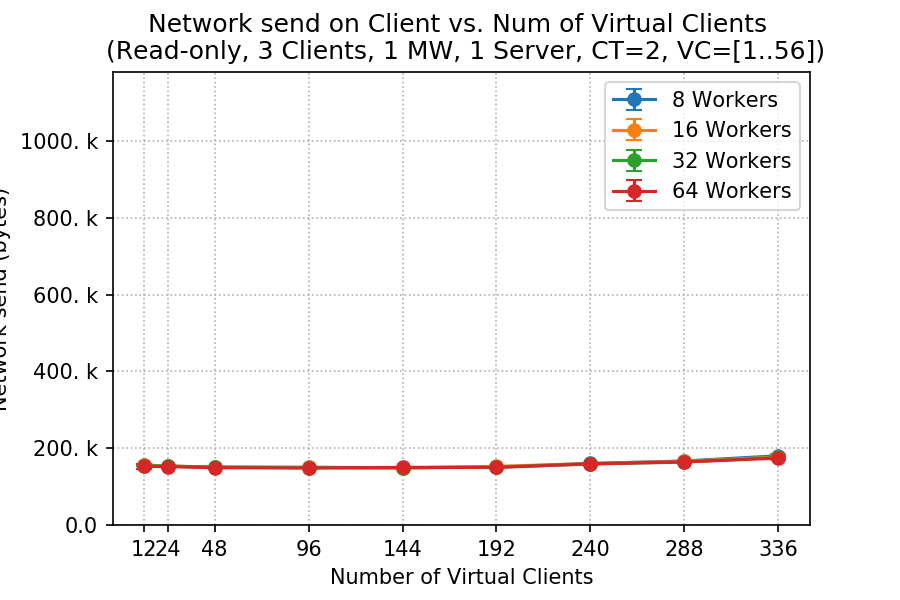 Network send on Client vs. Num of Virtual Clients
(Read-only, 3 Clients, 1 MW, 1 Server, CT=2, VC=[1..56])
8 Workers
16 Workers
32 Workers
64 Workers
Network send (bytes)
1000. k
800. k
600. k
400. k
200. k
0.0
12 24 48 96 144 192 240 288 336
Number of Virtual Clients